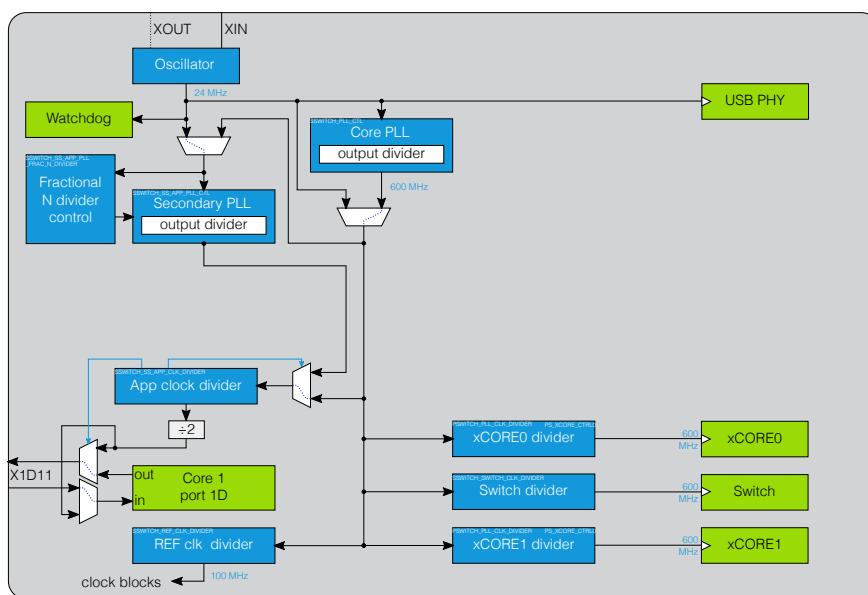 XOUT
XIN
Oscillator
24 MHz
USB PHY
Watchdog
SSWITCH_PLL_CTL
Core PLL
output divider
600 MHz
SSWITCH_SS_APP_PLL
_FRAC_N_DIVIDER
Fractional
N divider
control
SSWITCH_SS_APP_PLL_CTL
Secondary PLL
output divider
SSWITCH_SS_APP_CLK_DIVIDER
App clock divider
÷2
X1D11
out
in
Core 1
port 1D
PSWITCH_PLL_CLK_DIVIDER
xCORE0 divider
600
MHz
xCORE0
SSWITCH_SWITCH_CLK_DIVIDER
Switch divider
600
MHz
Switch
SSWITCH_REF_CLK_DIVIDER
REF clk divider
100 MHz
clock blocks
PSWITCH_PLL_CLK_DIVIDER
xCORE1 divider
600
MHz
xCORE1